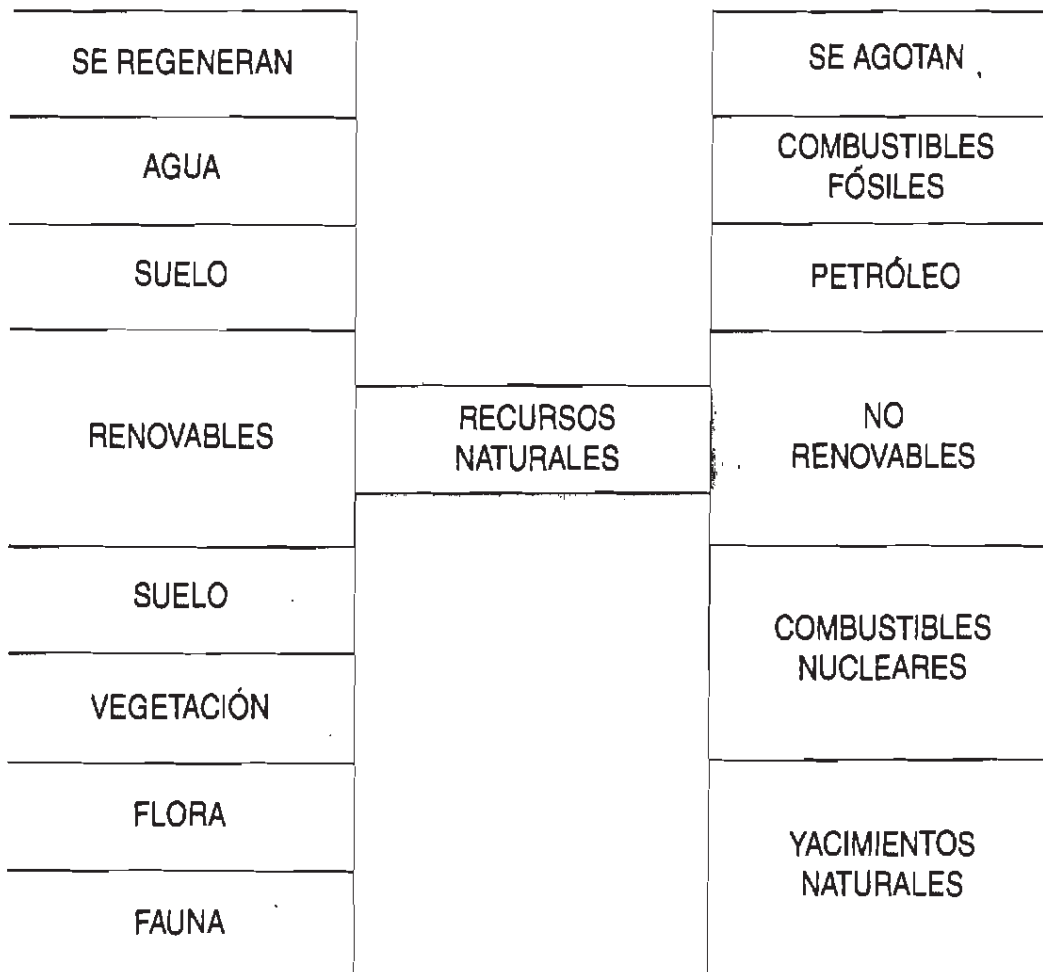 SE REGENERAN
AGUA
SUELO
RENOVABLES
SUELO
VEGETACIÓN
FLORA
FAUNA
RECURSOS
NATURALES
SE AGOTAN
COMBUSTIBLES
FÓSILES
PETRÓLEO
NO
RENOVABLES
COMBUSTIBLES
NUCLEARES
YACIMIENTOS
NATURALES